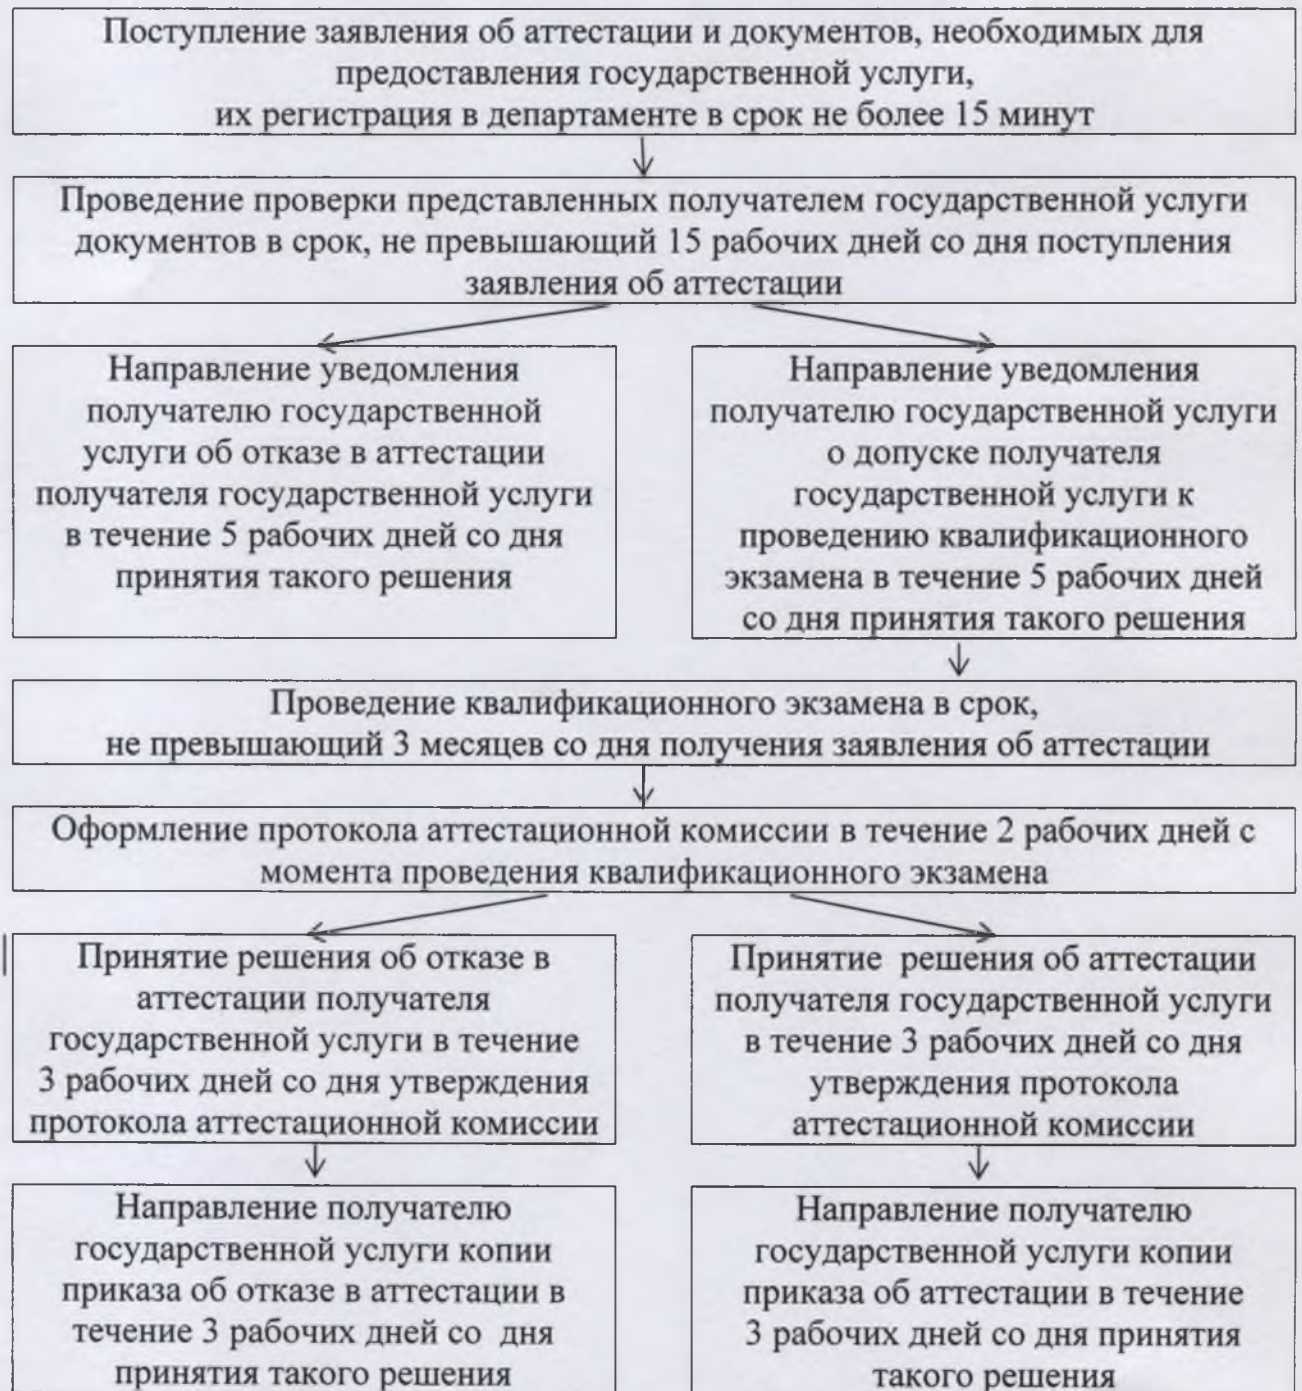 Поступление заявления об аттестации и документов, необходимых для
предоставления государственной услуги,
их регистрация в департаменте в срок не более 15 минут
Проведение проверки представленных получателем государственной услуги
документов в срок, не превышающий 15 рабочих дней со дня поступления
заявления об аттестации
Направление уведомления
получателю государственной
услуги об отказе в аттестации
получателя государственной услуги
в течение 5 рабочих дней со дня
принятия такого решения
Направление уведомления
получателю государственной услуги
о допуске получателя
государственной услуги к
проведению квалификационного
экзамена в течение 5 рабочих дней
со дня принятия такого решения
Проведение квалификационного экзамена в срок,
не превышающий 3 месяцев со дня получения заявления об аттестации
Оформление протокола аттестационной комиссии в течение 2 рабочих дней с
момента проведения квалификационного экзамена
Принятие решения об отказе в
аттестации получателя
государственной услуги в течение
3 рабочих дней со дня утверждения
протокола аттестационной комиссии
Принятие решения об аттестации
получателя государственной услуги
в течение 3 рабочих дней со дня
утверждения протокола
аттестационной комиссии
Направление получателю
государственной услуги копии
приказа об отказе в аттестации в
течение 3 рабочих дней со дня
принятия такого решения
Направление получателю
государственной услуги копии
приказа об аттестации в течение
3 рабочих дней со дня принятия
такого решения